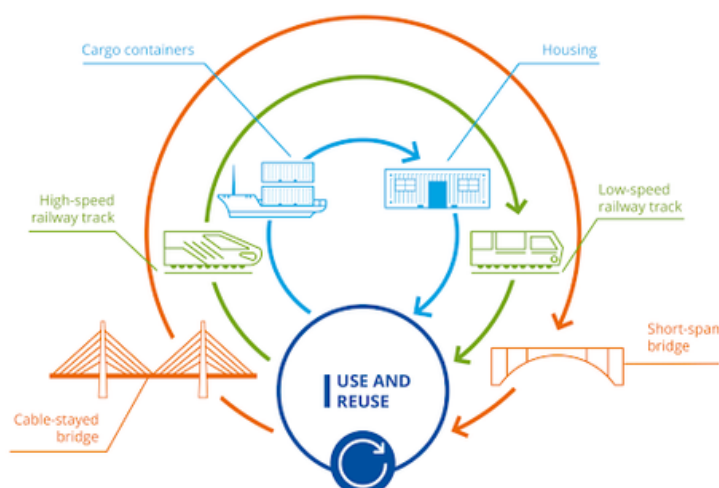 Cargo containers
Housing
High-speed
railway track
Low-speed
railway track
Short-span
bridge
USE AND
REUSE
Cable-stayed
bridge